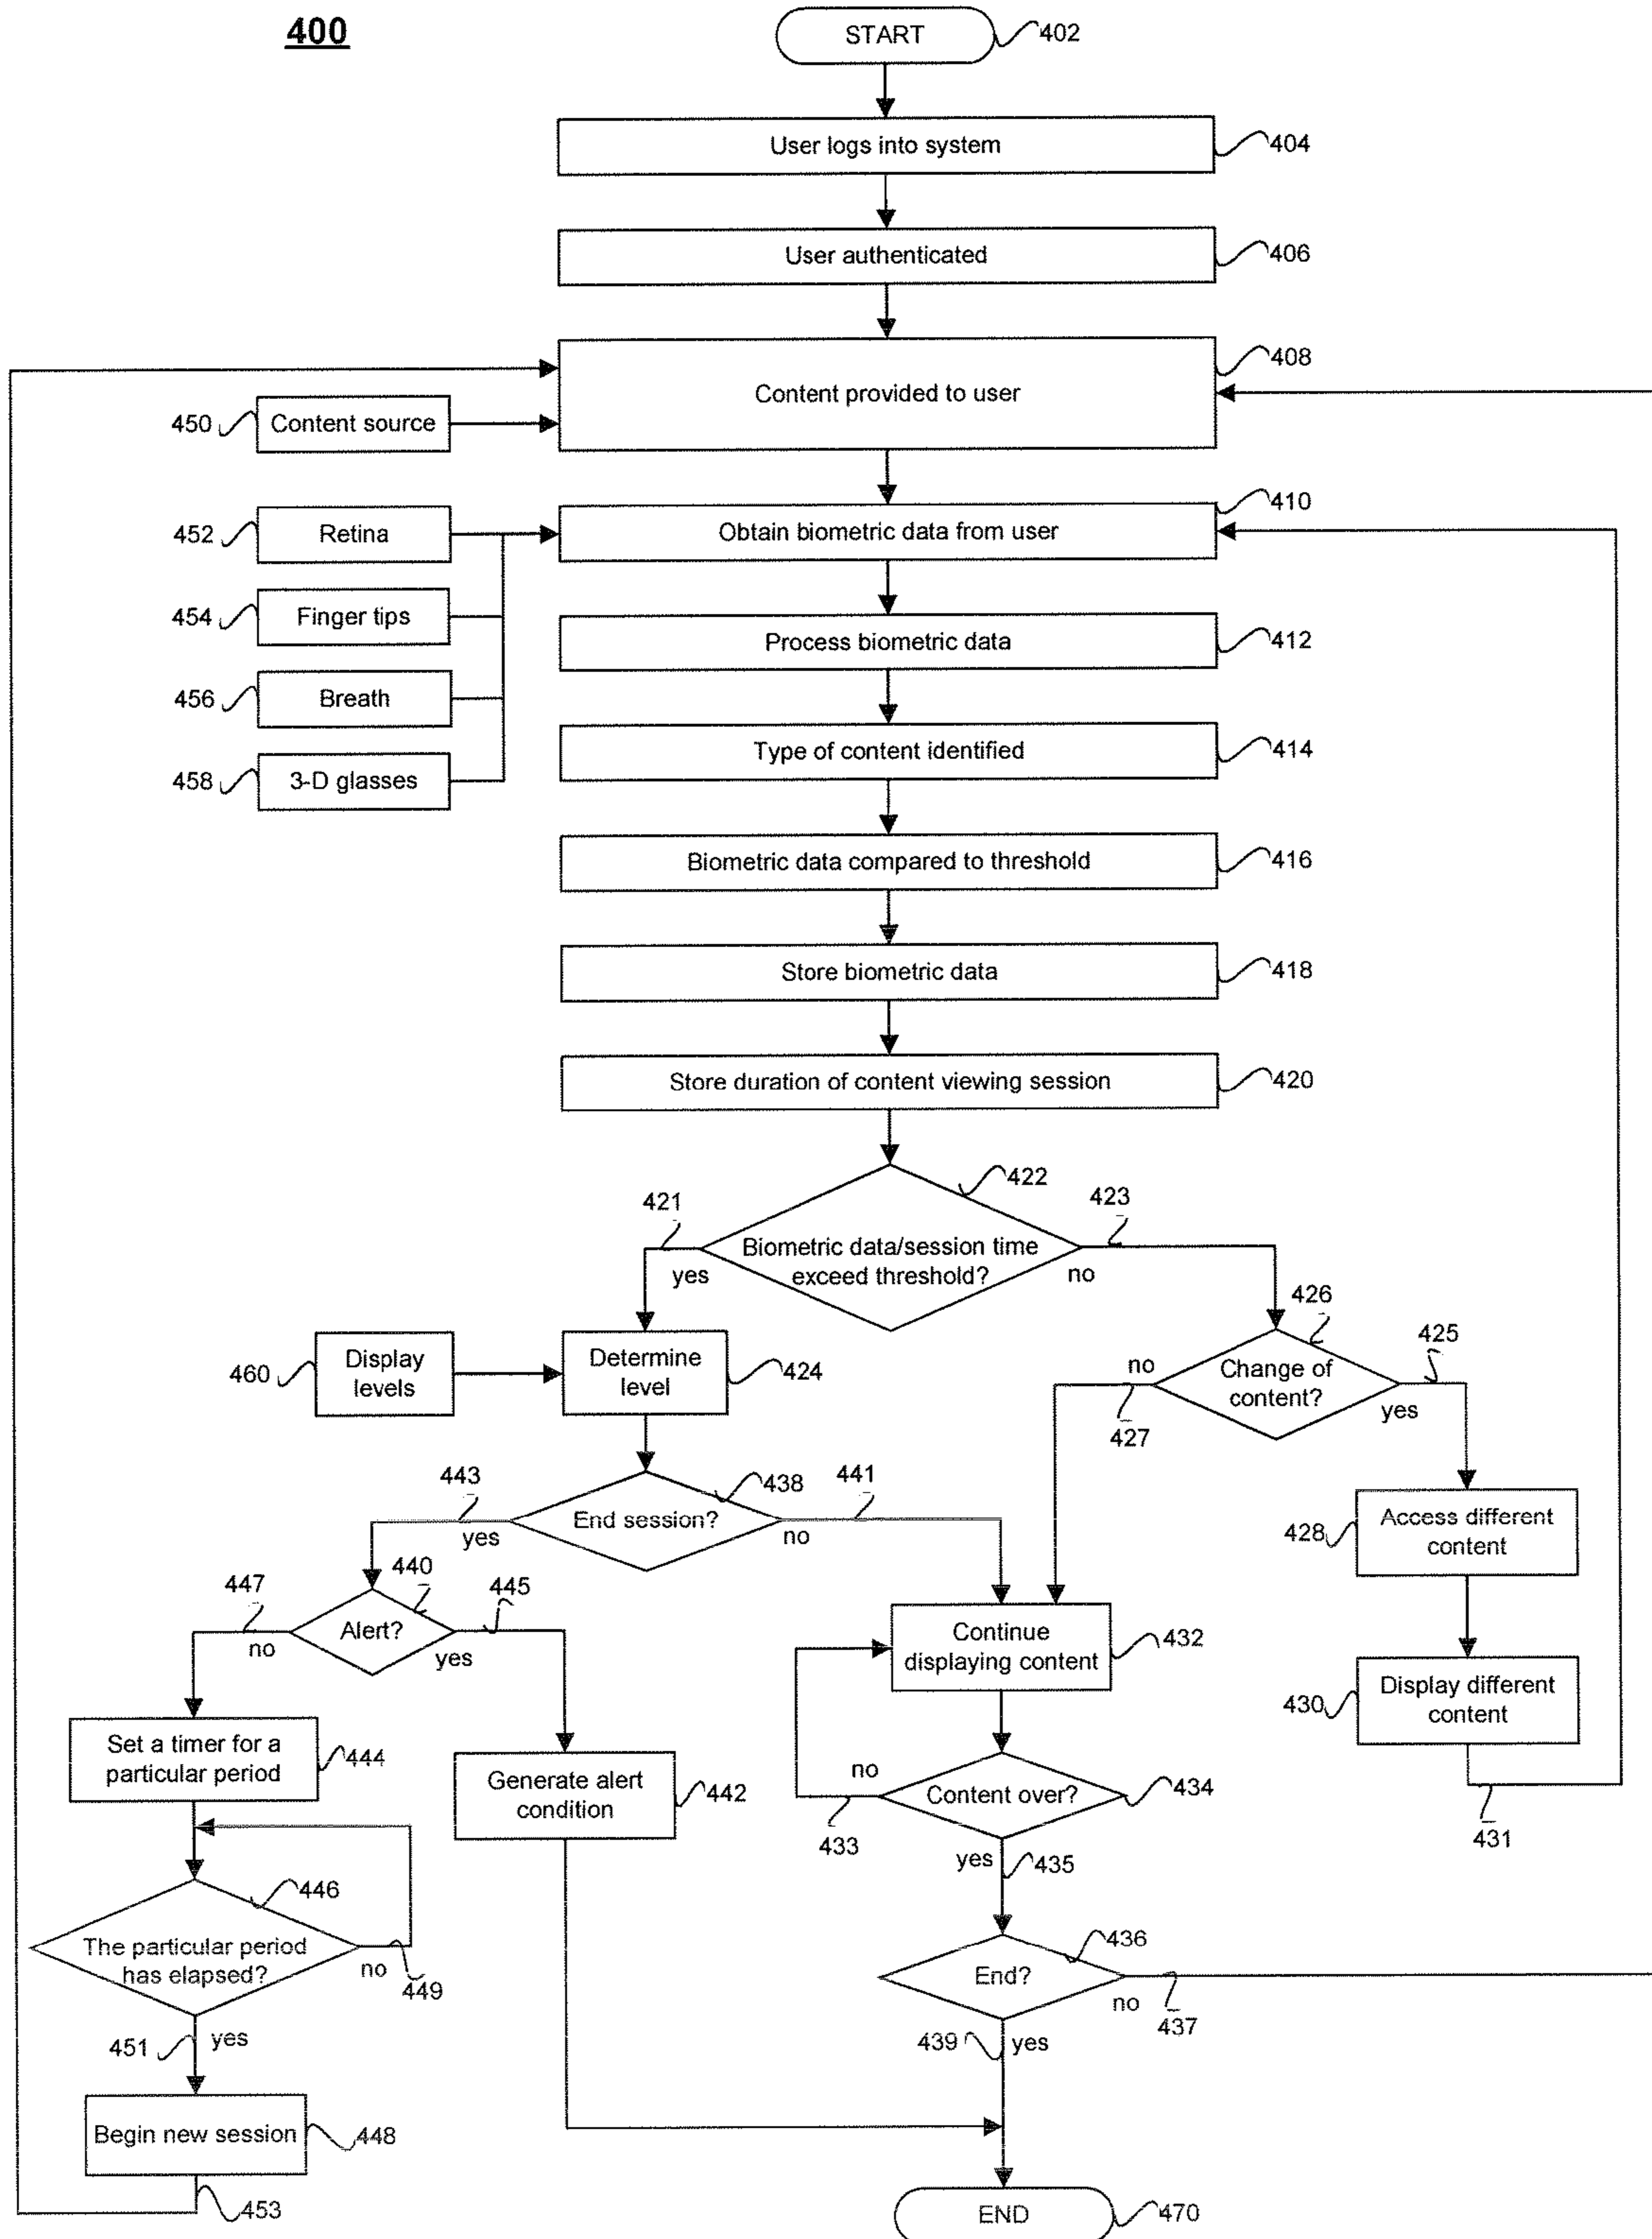 400
START
402
User logs into system
404
User authenticated
406
408
Content provided to user
450
Content source
410
452
Retina
Obtain biometric data from user
454
Finger tips
Process biometric data
412
456
Breath
Type of content identified
414
458
3-D glasses
Biometric data compared to threshold
416
Store biometric data
418
Store duration of content viewing session
420
422
421
423
Biometric data/session time
exceed threshold?
yes
no
426
425
460
Display
levels
Determine
level
424
no
Change of
content?
yes
427
443
438
441
End session?
yes
no
428
Access different
content
447
440
445
Alert?
no
yes
Continue
displaying content
432
430
Display different
content
Set a timer for a
particular period
444
Generate alert
condition
442
no
Content over?
434
433
431
yes
435
446
The particular period
has elapsed?
no
449
436
End?
no
437
451
yes
439
yes
Begin new session
448
453
END
470